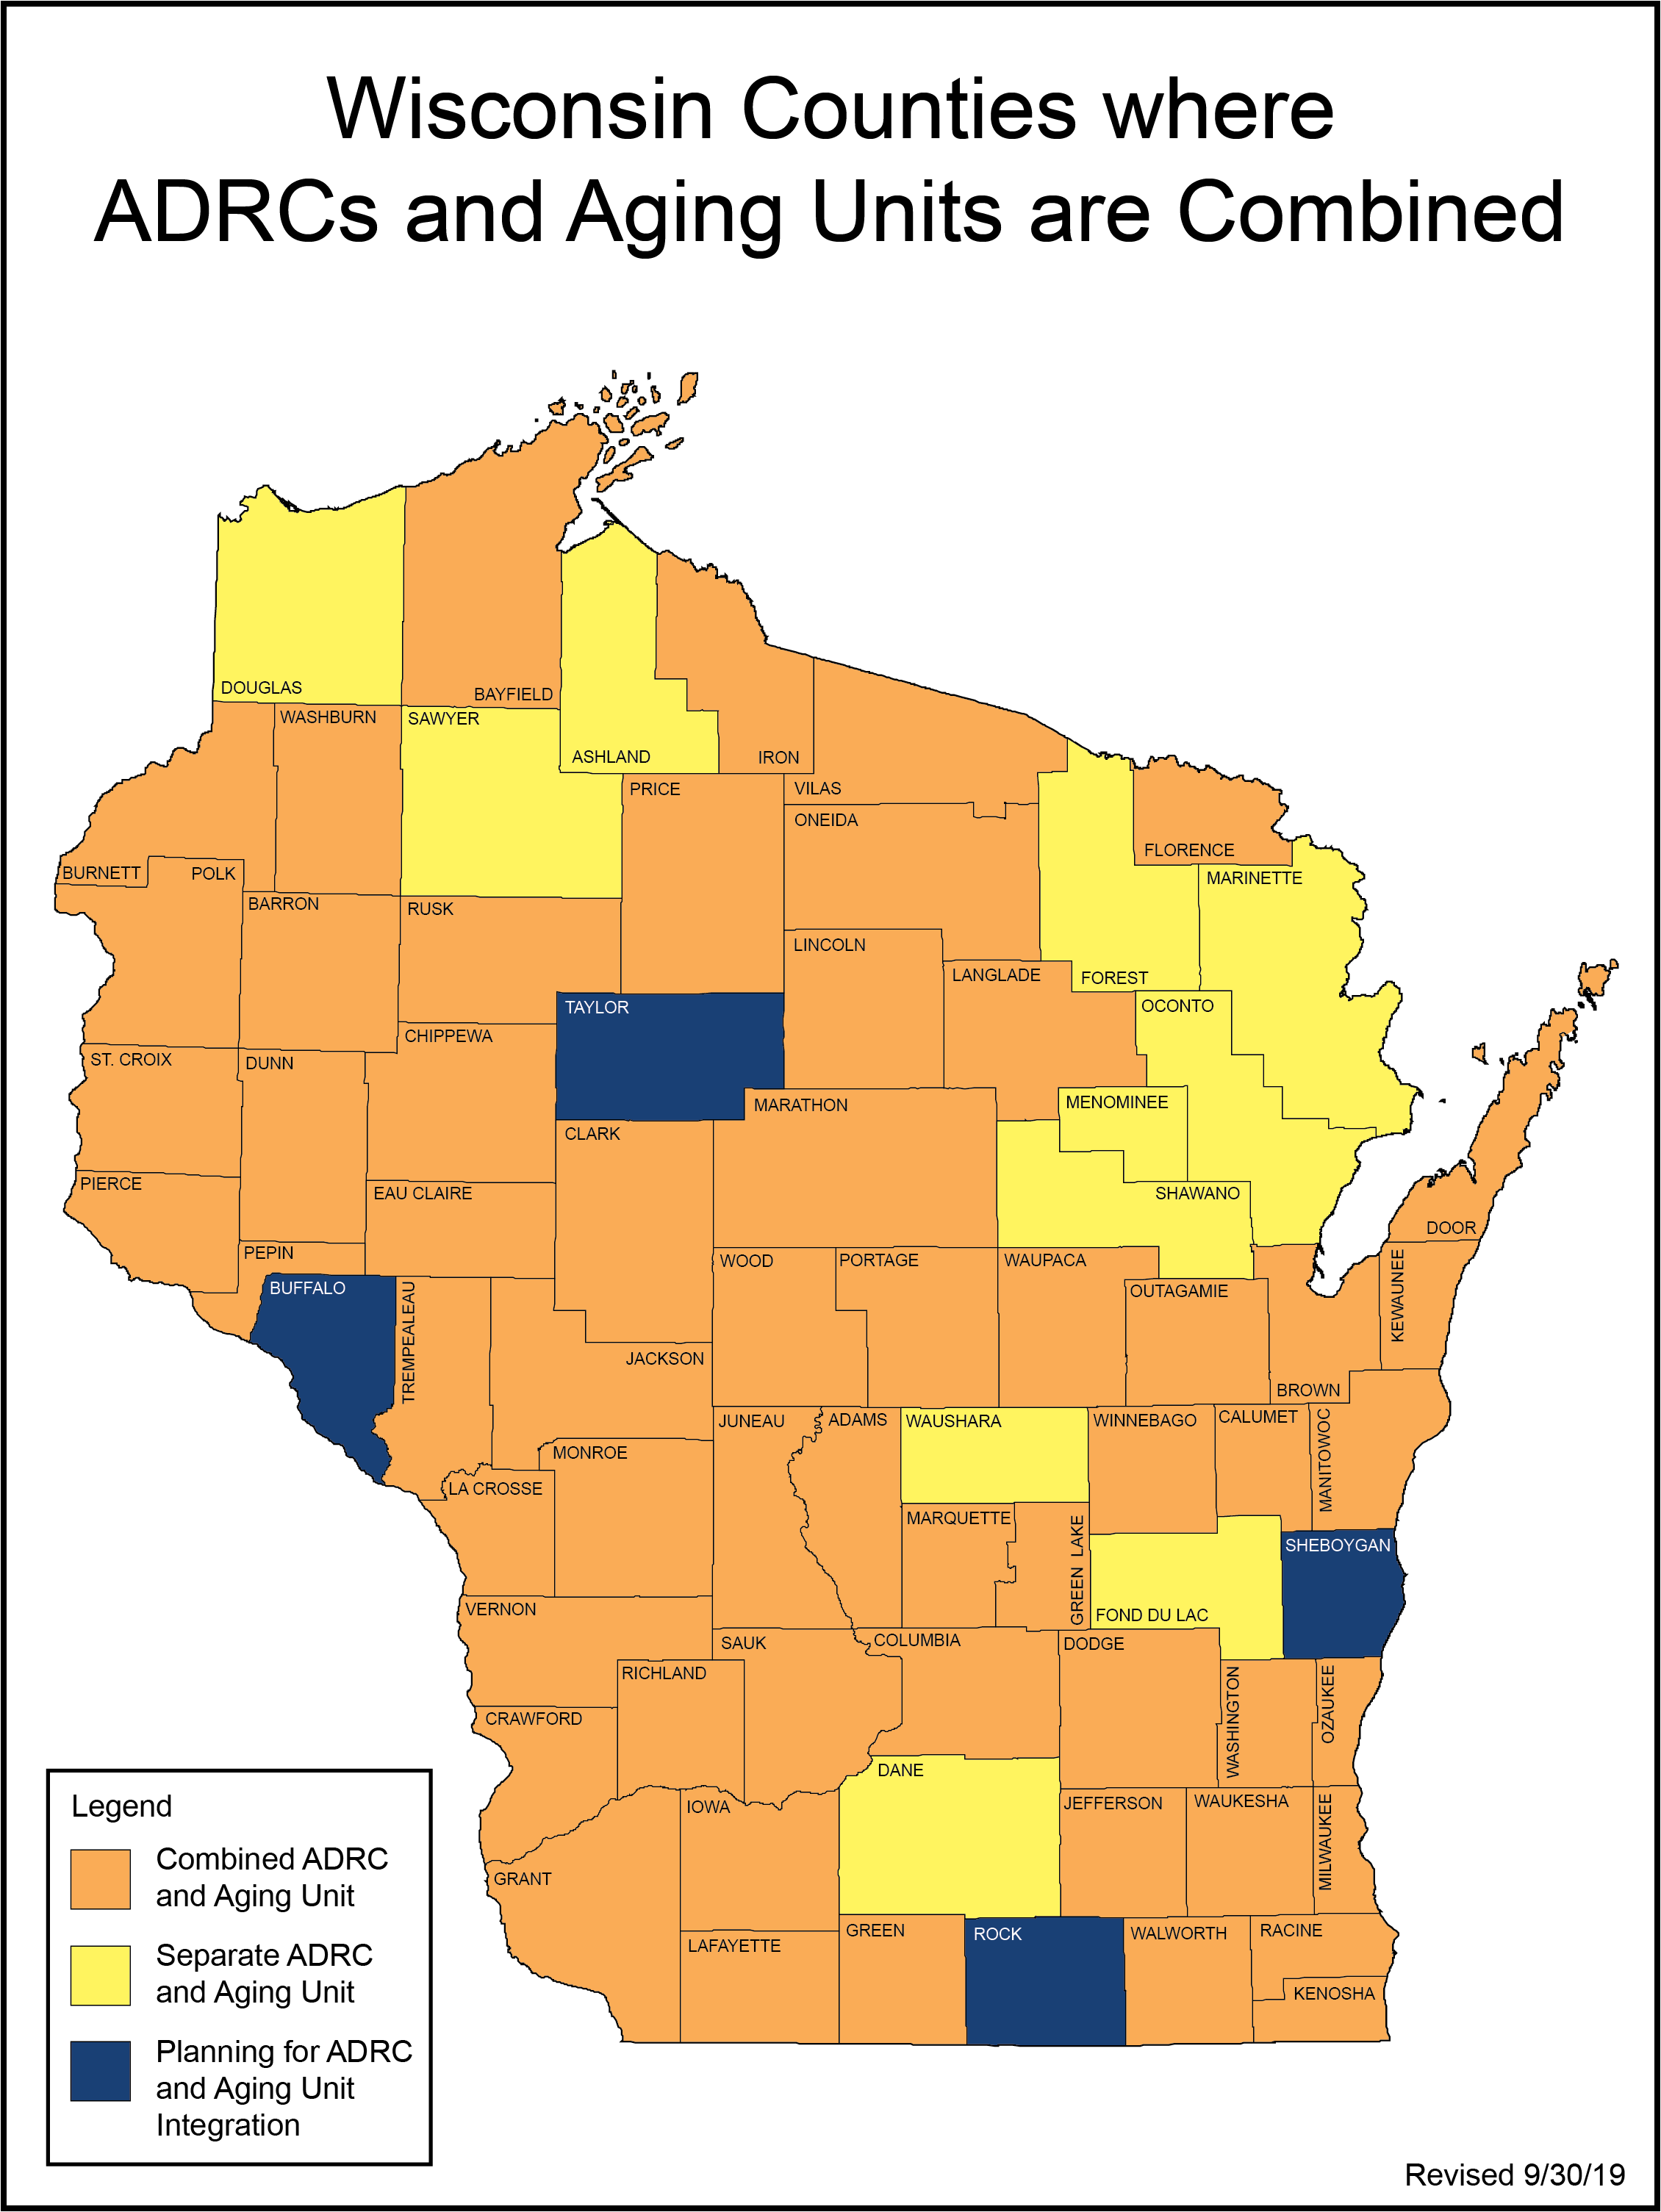 Wisconsin Counties where
ADRCs and Aging Units are Combined
DOUGLAS
BAYFIELD
WASHBURN
SAWYER
ASHLAND
IRON
PRICE
VILAS
ONEIDA
FLORENCE
BURNETT
POLK
MARINETTE
BARRON
RUSK
LINCOLN
LANGLADE
FOREST
TAYLOR
OCONTO
CHIPPEWA
ST. CROIX
DUNN
MARATHON
MENOMINEE
CLARK
PIERCE
EAU CLAIRE
SHAWANO
DOOR
PEPIN
WOOD
PORTAGE
WAUPACA
BUFFALO
TREMPEALEAU
OUTAGAMIE
KEWAUNEE
JACKSON
BROWN
JUNEAU
ADAMS
WAUSHARA
WINNEBAGO
CALUMET
MANITOWOC
MONROE
LA CROSSE
MARQUETTE
GREEN LAKE
SHEBOYGAN
VERNON
FOND DU LAC
SAUK
COLUMBIA
DODGE
RICHLAND
WASHINGTON
OZAUKEE
CRAWFORD
DANE
IOWA
JEFFERSON
WAUKESHA
MILWAUKEE
GRANT
GREEN
ROCK
WALWORTH
RACINE
LAFAYETTE
KENOSHA
Legend
Combined ADRC
and Aging Unit
Separate ADRC
and Aging Unit
Planning for ADRC
and Aging Unit
Integration
Revised 9/30/19